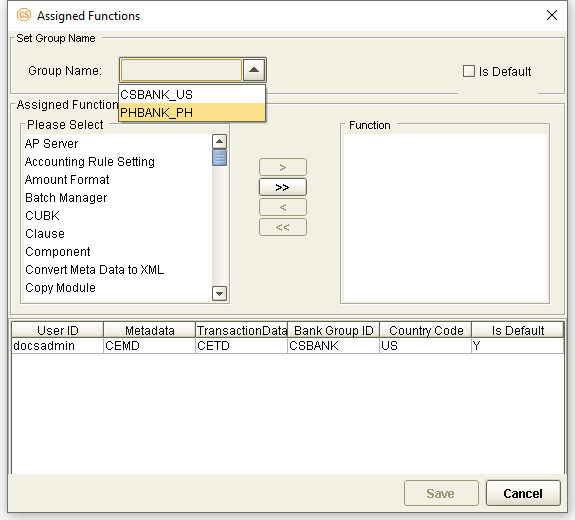 CS Assigned Functions
Set Group Name
Group Name:
Is Default
CSBANK_US
PHBANK_PH
Assigned Function
Please Select
Function
AP Server
Accounting Rule Setting
Amount Format
Batch Manager
CUBK
Clause
Component
Convert Meta Data to XML
Copy Module
>
>>
<
<<
User ID Metadata TransactionData Bank Group ID Country Code Is Default
docsadmin CEMD CETD CSBANK US Y
Save Cancel